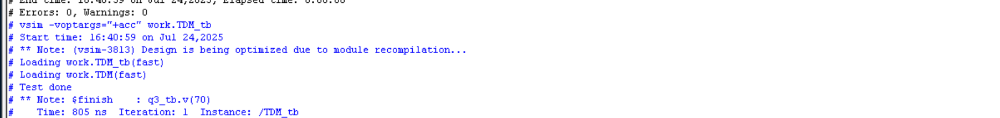 # End time: 16:40:59 on Jul 24,2025, Elapsed time: 0:00:00
# Errors: 0, Warnings: 0
# vsim -voptargs="+acc" work.TDM_tb
# Start time: 16:40:59 on Jul 24,2025
# ** Note: (vsim-3813) Design is being optimized due to module recompilation...
# Loading work.TDM_tb(fast)
# Loading work.TDM(fast)
# Test done
# ** Note: $finish    : q3_tb.v(70)
#    Time: 805 ns  Iteration: 1  Instance: /TDM_tb